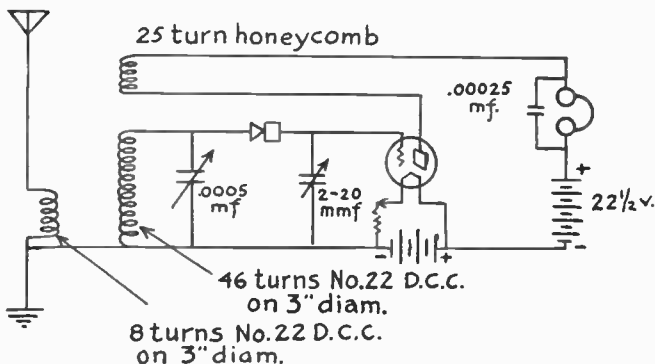 25 turn honeycomb
.00025
mf.
.0005
mf
2-20
mmf
+
22½ v.
-
- +
46 turns No.22 D.C.C.
on 3" diam.
8 turns No.22 D.C.C.
on 3" diam.